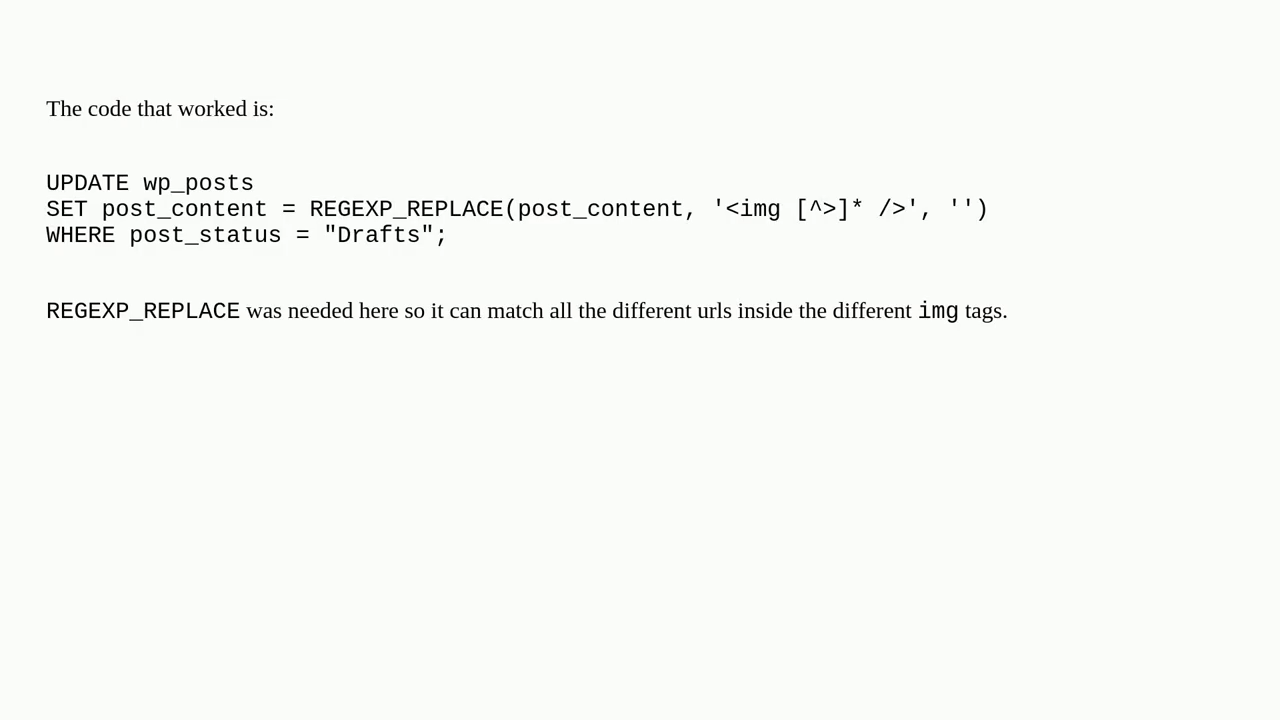 The code that worked is:
UPDATE wp_posts
SET post_content = REGEXP_REPLACE(post_content, '<img [^>]* />', '')
WHERE post_status = "Drafts";
REGEXP_REPLACE was needed here so it can match all the different urls inside the different img tags.